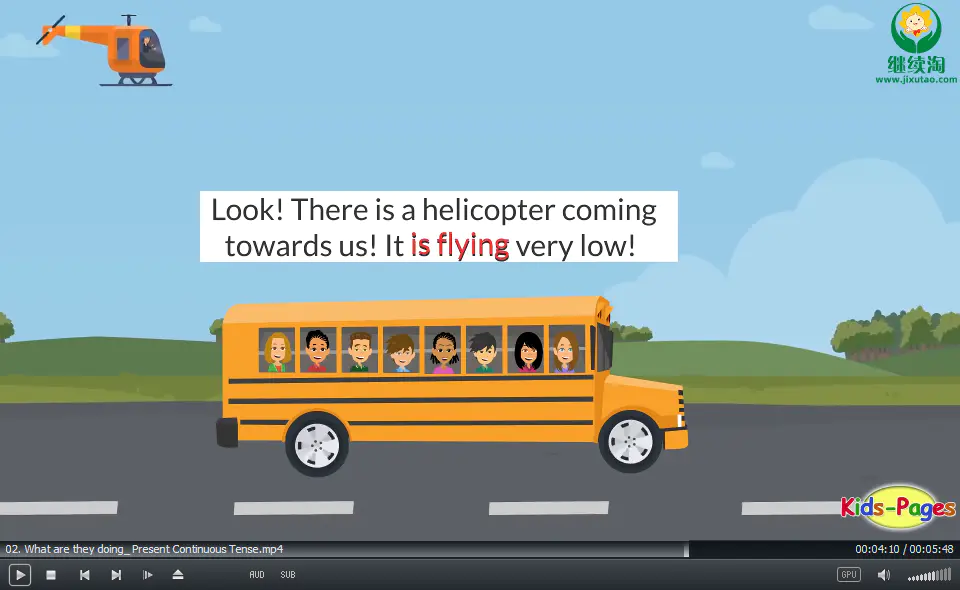 继续淘
www.jixutao.com
Look! There is a helicopter coming
towards us! It is flying very low!
Kids-Pages
02. What are they doing_ Present Continuous Tense.mp4
00:04:10 / 00:05:48
AUD SUB
GPU